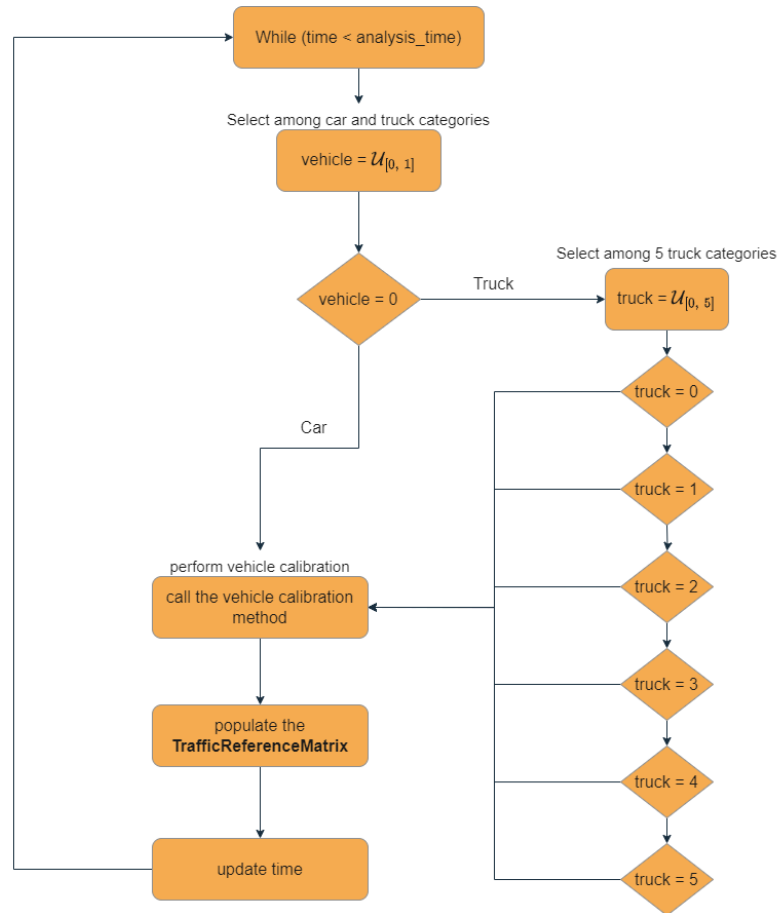 While (time < analysis_time)
Select among car and truck categories
vehicle = 𝒰[0, 1]
vehicle = 0
Truck
Select among 5 truck categories
truck = 𝒰[0, 5]
truck = 0
Car
truck = 1
perform vehicle calibration
call the vehicle calibration
method
truck = 2
truck = 3
populate the
TrafficReferenceMatrix
truck = 4
update time
truck = 5